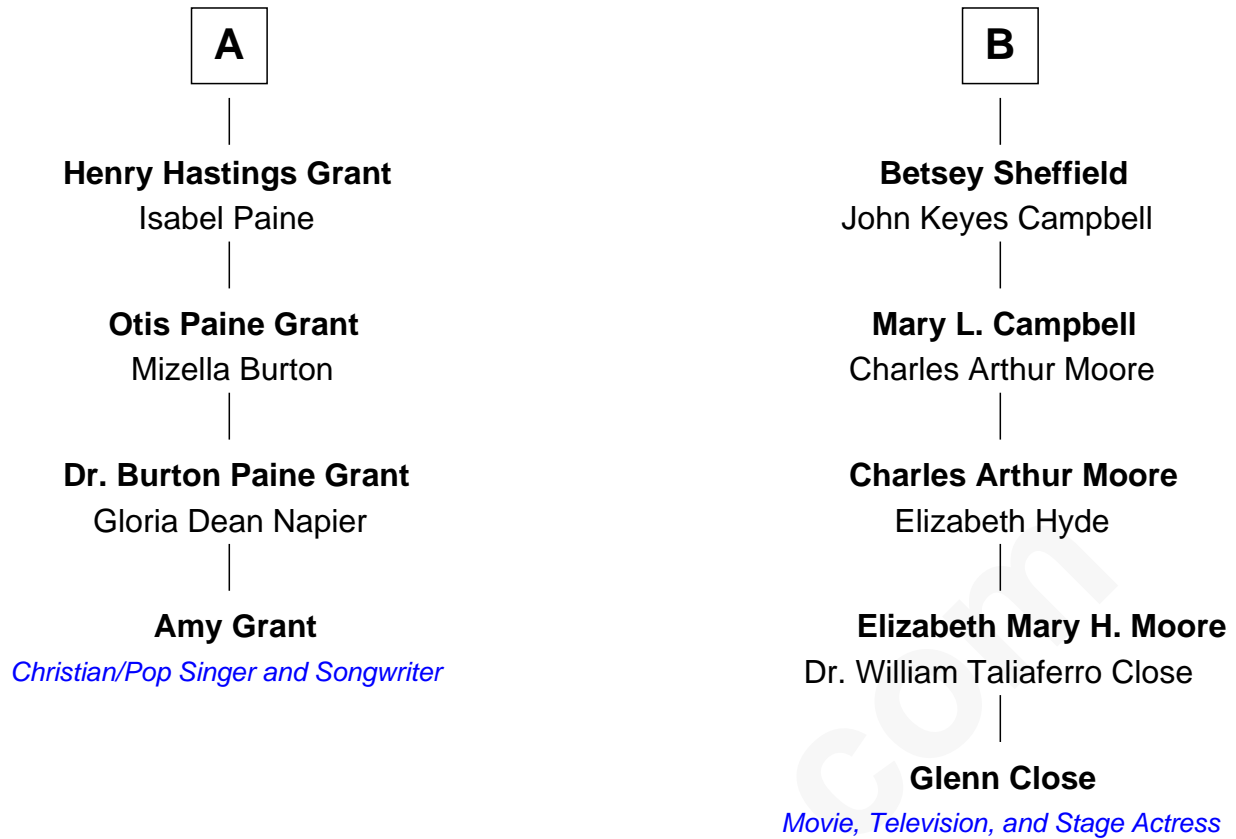 A
Henry Hastings Grant
Isabel Paine
Otis Paine Grant
Mizella Burton
Dr. Burton Paine Grant
Gloria Dean Napier
Amy Grant
Christian/Pop Singer and Songwriter
B
Betsey Sheffield
John Keyes Campbell
Mary L. Campbell
Charles Arthur Moore
Charles Arthur Moore
Elizabeth Hyde
Elizabeth Mary H. Moore
Dr. William Taliaferro Close
Glenn Close
Movie, Television, and Stage Actress
com